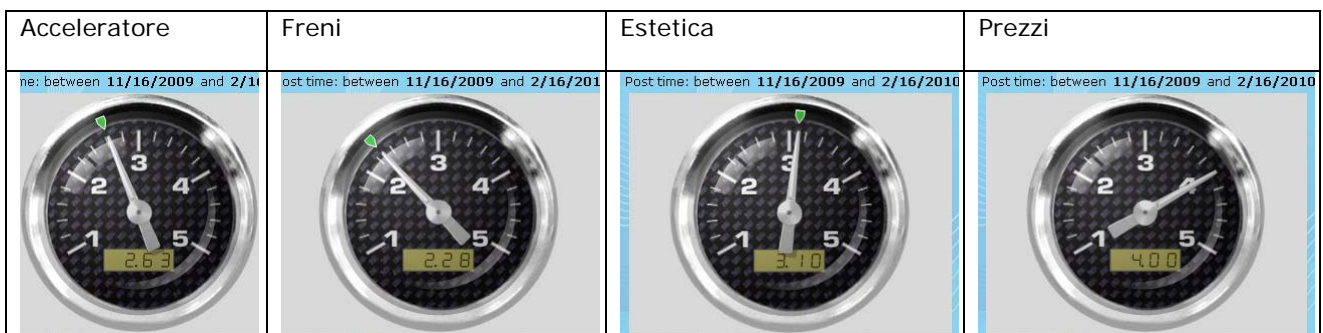 Acceleratore Freni Estetica Prezzi
me: between 11/16/2009 and 2/16 ost time: between 11/16/2009 and 2/16/201 Post time: between 11/16/2009 and 2/16/2010 Post time: between 11/16/2009 and 2/16/2010
1 2 3 4 5
2.63
1 2 3 4 5
2.28
1 2 3 4 5
3.10
1 2 3 4 5
4.00